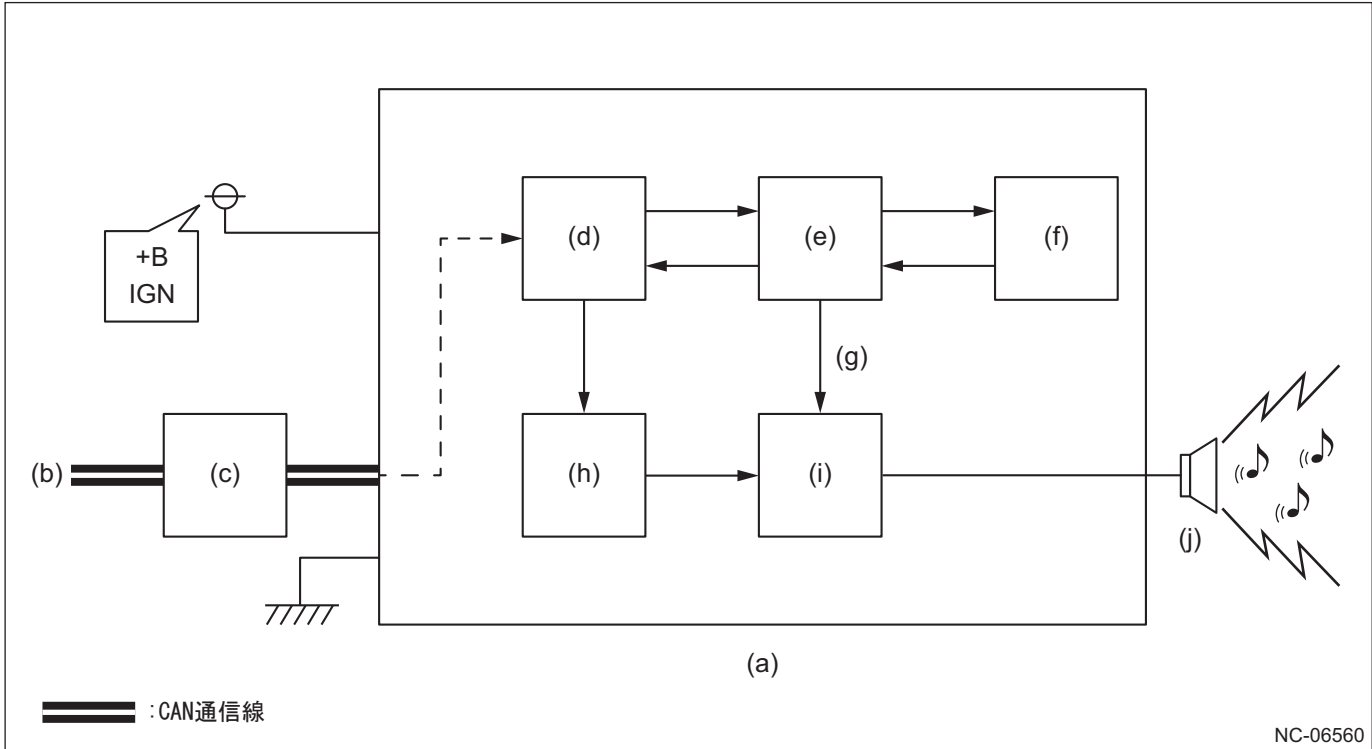 +B
IGN
(d)
(e)
(f)
(g)
(b)
(c)
(h)
(i)
(j)
(a)
:CAN通信線
NC-06560